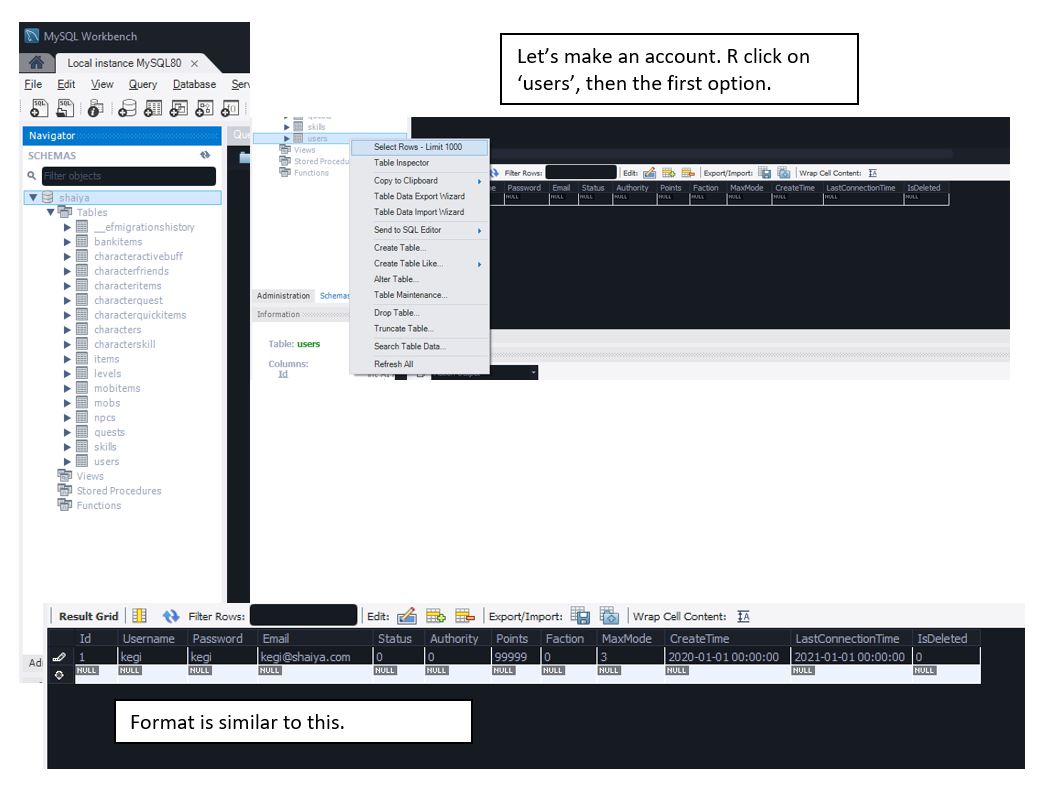 MySQL Workbench
Local instance MySQL80 ×
File Edit View Query Database
Let's make an account. R click on
'users', then the first option.
Navigator
SCHEMAS
Filter objects
shaiya
Tables
__efmigrationshistory
bankitems
characteractivebuff
characterfriends
characteritems
characterquest
characterquickitems
characters
characterskill
items
levels
mobitems
mobs
npcs
quests
skills
users
Views
Stored Procedures
Functions
skills
users
Views
Stored Procedu
Functions
Select Rows - Limit 1000
Table Inspector
Copy to Clipboard
Table Data Export Wizard
Table Data Import Wizard
Send to SQL Editor
Create Table...
Create Table Like...
Alter Table...
Table Maintenance...
Drop Table...
Truncate Table...
Search Table Data...
Refresh All
Filter Rows: Edit: Export/Import: Wrap Cell Content:
Password Email Status Authority Points Faction MaxMode CreateTime LastConnectionTime IsDeleted
NULL NULL NULL NULL NULL NULL NULL NULL NULL NULL
Administration Schemas
Information
Table: users
Columns:
Id
Result Grid Filter Rows: Edit: Export/Import: Wrap Cell Content:
Id Username Password Email Status Authority Points Faction MaxMode CreateTime LastConnectionTime IsDeleted
1 kegi kegi kegi@shaiya.com 0 0 99999 0 3 2020-01-01 00:00:00 2021-01-01 00:00:00 0
NULL NULL NULL NULL NULL NULL NULL NULL NULL NULL NULL NULL
Format is similar to this.